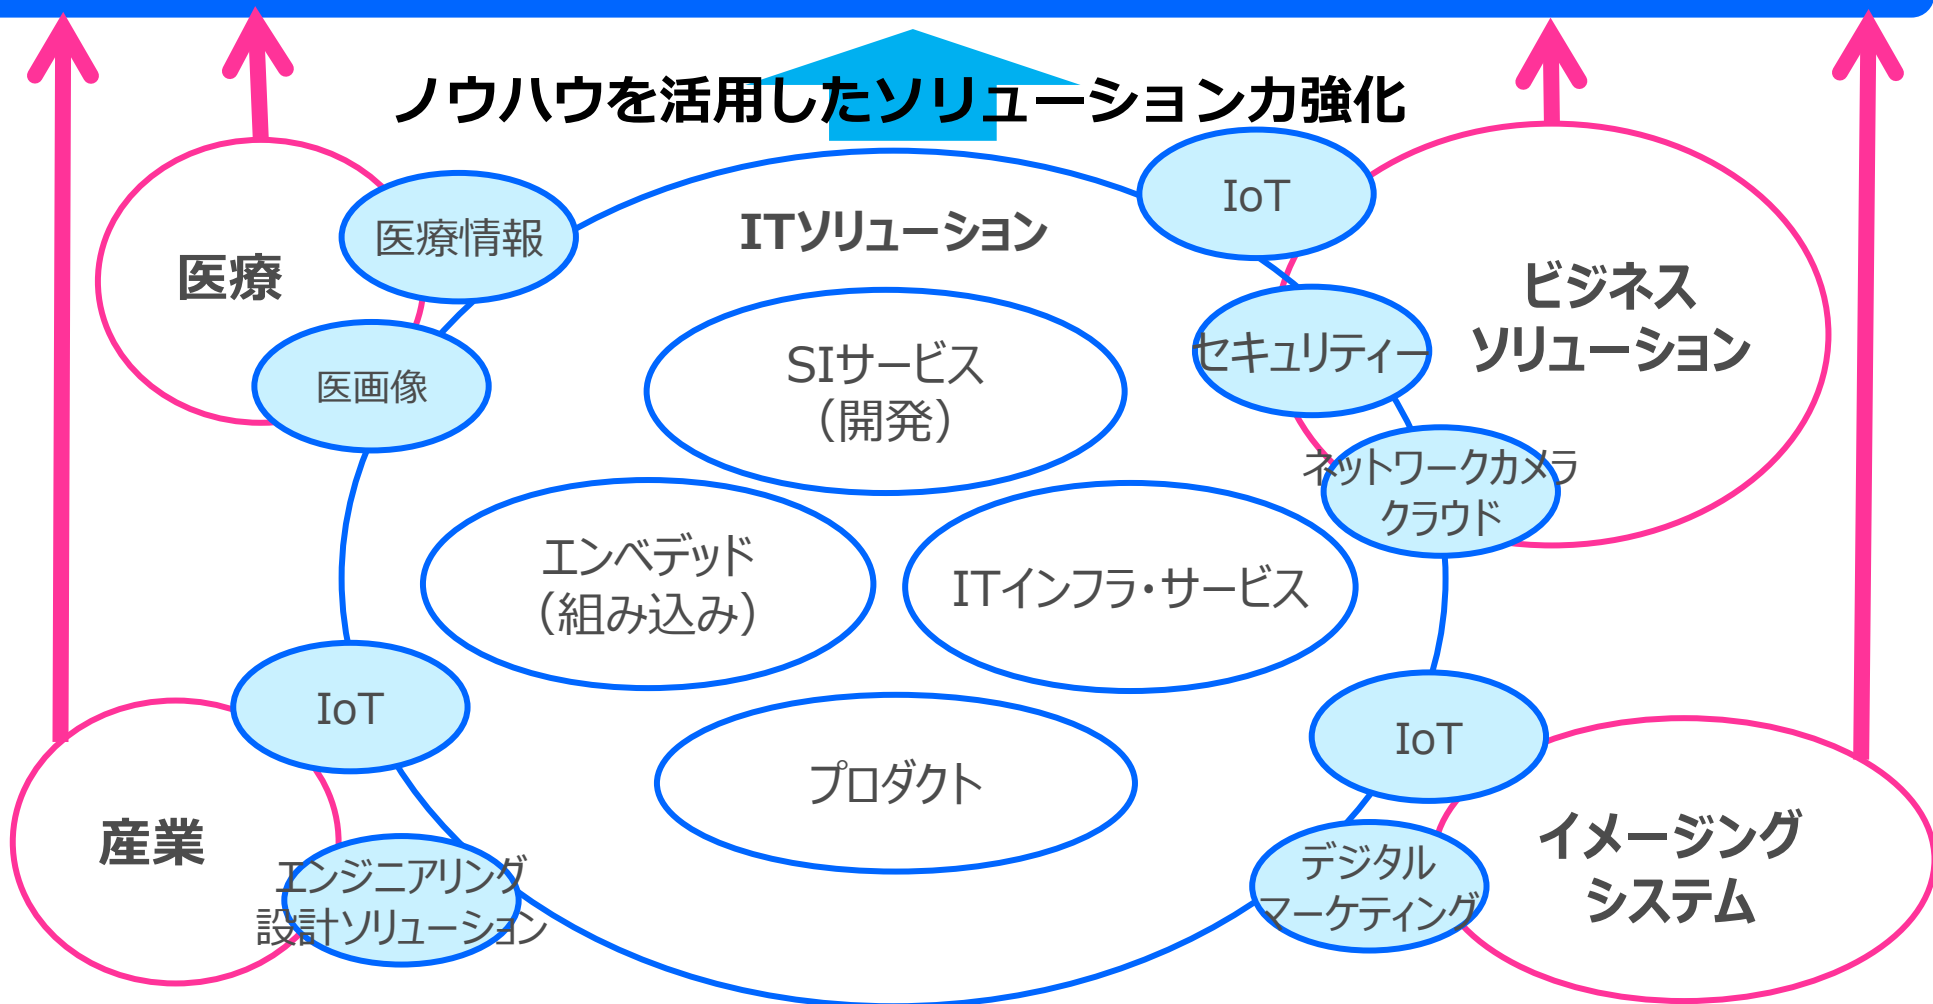 ノウハウを活用したソリューション力強化
IoT
医療情報
ITソリューション
医療
ビジネス
ソリューション
セキュリティー
SIサービス
（開発）
医画像
ネットワークカメラ
クラウド
エンベデッド
（組み込み）
ITインフラ・サービス
IoT
IoT
プロダクト
産業
イメージング
システム
エンジニアリング
設計ソリューション
デジタル
マーケティング